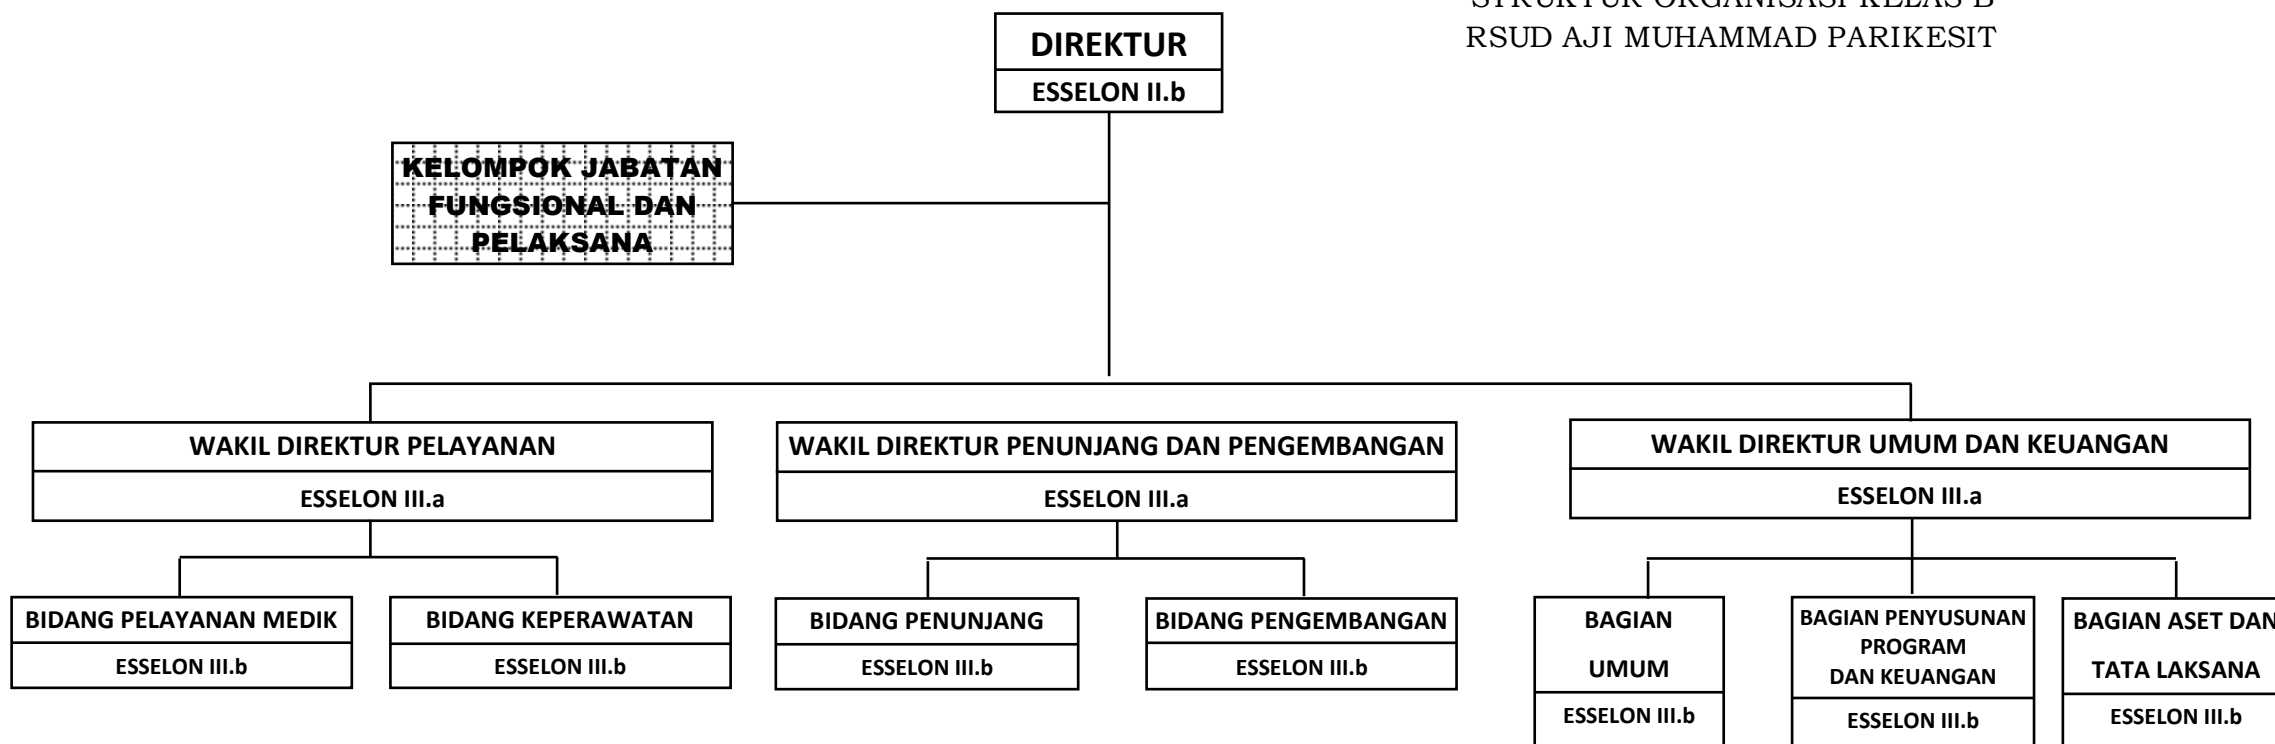 STRUKTUR ORGANISASI KELAS B
RSUD AJI MUHAMMAD PARIKESIT
DIREKTUR
ESSELON II.b
KELOMPOK JABATAN
FUNGSIONAL DAN
PELAKSANA
WAKIL DIREKTUR PELAYANAN
ESSELON III.a
WAKIL DIREKTUR PENUNJANG DAN PENGEMBANGAN
ESSELON III.a
WAKIL DIREKTUR UMUM DAN KEUANGAN
ESSELON III.a
BIDANG PELAYANAN MEDIK
ESSELON III.b
BIDANG KEPERAWATAN
ESSELON III.b
BIDANG PENUNJANG
ESSELON III.b
BIDANG PENGEMBANGAN
ESSELON III.b
BAGIAN
UMUM
ESSELON III.b
BAGIAN PENYUSUNAN
PROGRAM
DAN KEUANGAN
ESSELON III.b
BAGIAN ASET DAN
TATA LAKSANA
ESSELON III.b